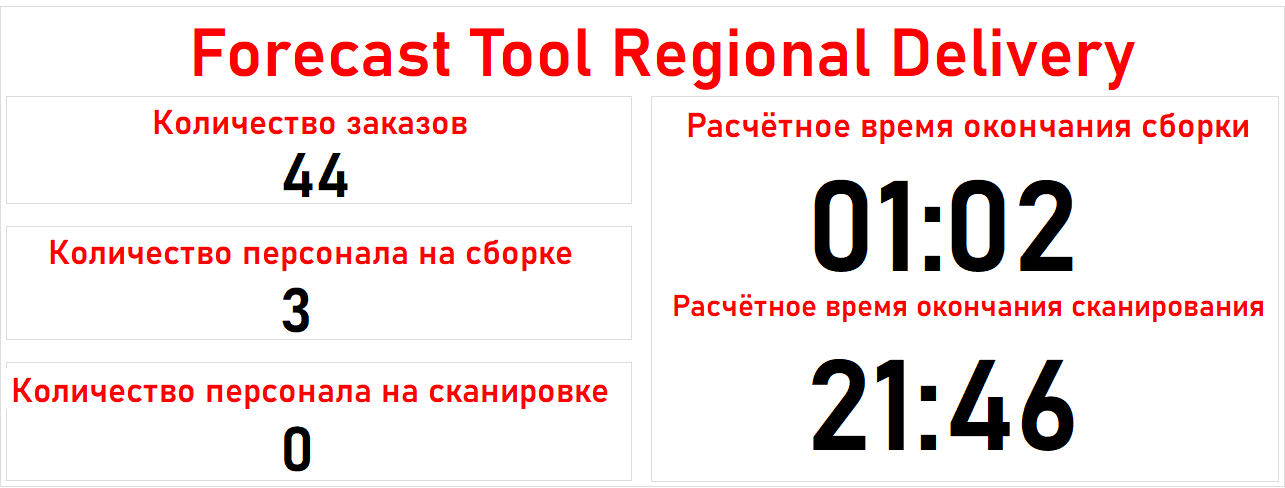 Forecast Tool Regional Delivery
Количество заказов
44
Количество персонала на сборке
3
Количество персонала на сканировке
0
Расчётное время окончания сборки
01:02
Расчётное время окончания сканирования
21:46